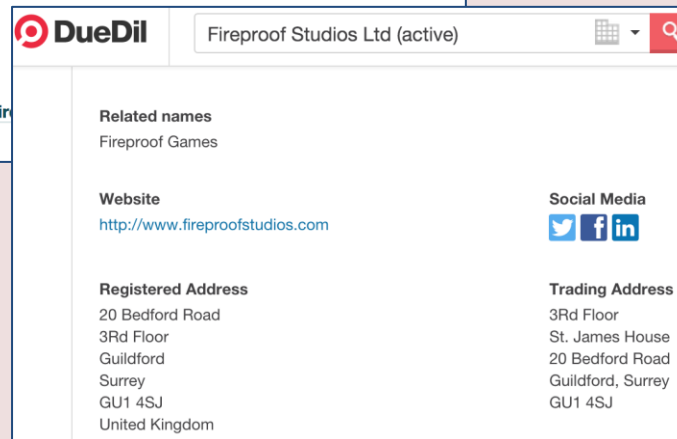 DueDil
Fireproof Studios Ltd (active)
Related names
Fireproof Games
Website
http://www.fireproofstudios.com
Social Media
Registered Address
20 Bedford Road
3Rd Floor
Guildford
Surrey
GU1 4SJ
United Kingdom
Trading Address
3Rd Floor
St. James House
20 Bedford Road
Guildford, Surrey
GU1 4SJ